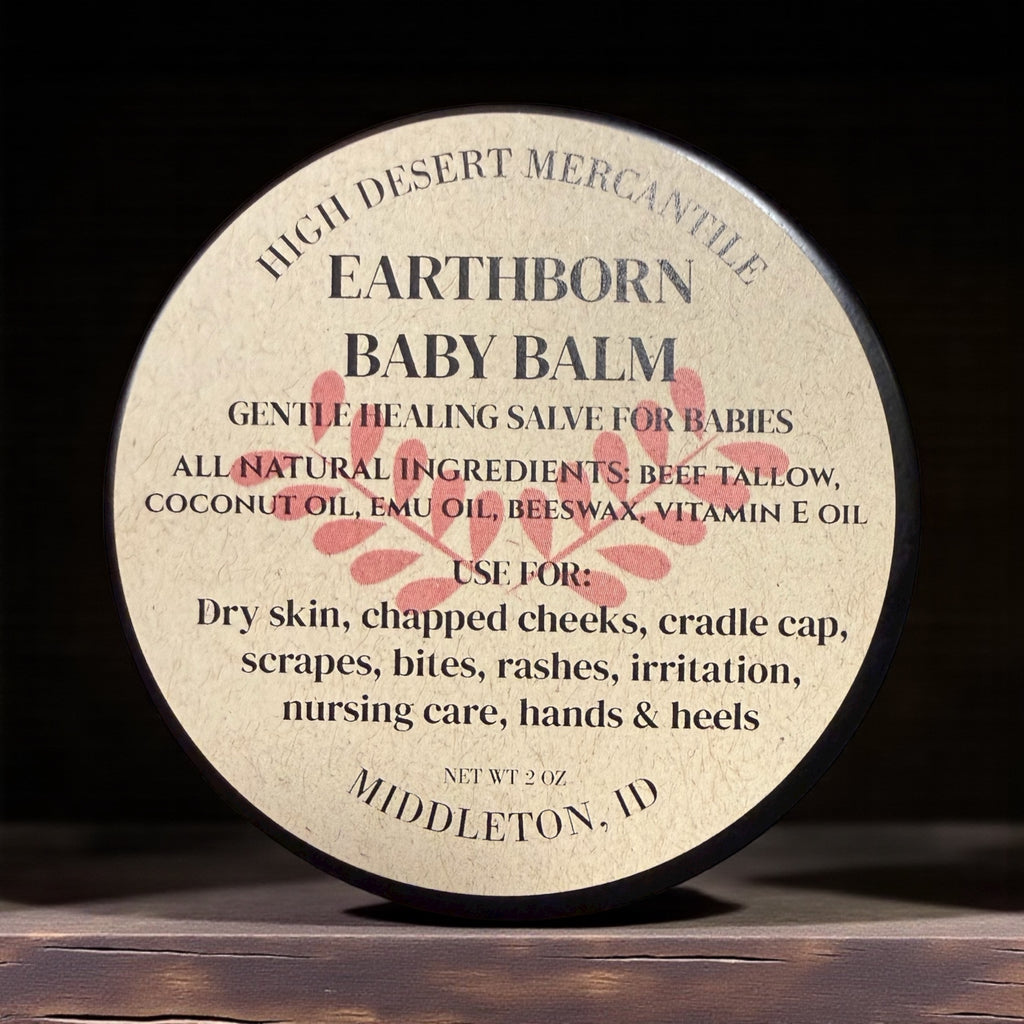 HIGH DESERT MERCANTILE
EARTHBORN
BABY BALM
GENTLE HEALING SALVE FOR BABIES
ALL NATURAL INGREDIENTS: BEEF TALLOW,
COCONUT OIL, EMU OIL, BEESWAX, VITAMIN E OIL
USE FOR:
Dry skin, chapped cheeks, cradle cap,
scrapes, bites, rashes, irritation,
nursing care, hands & heels
NET WT 2 OZ
MIDDLETON, ID